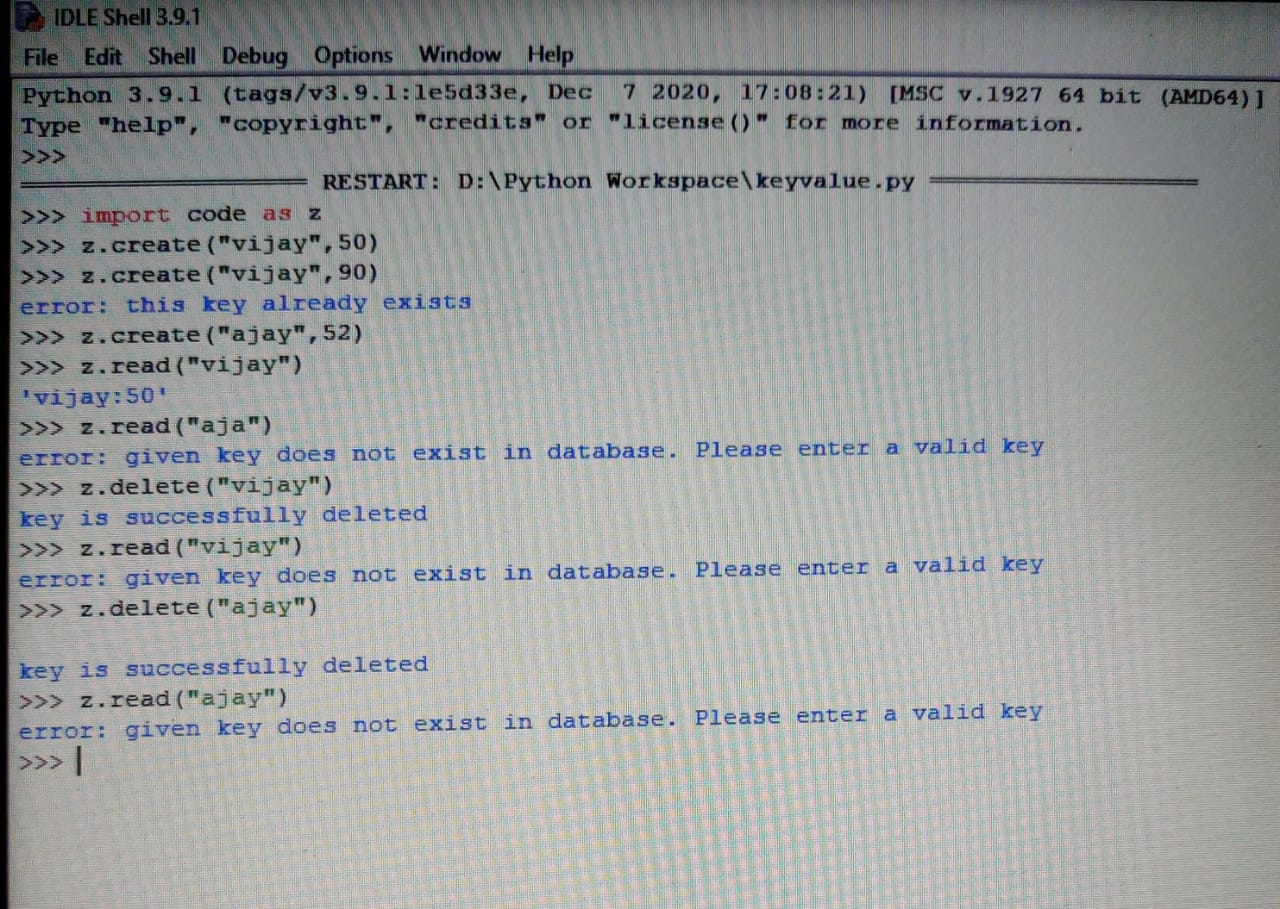 IDLE Shell 3.9.1
File Edit Shell Debug Options Window Help
Python 3.9.1 (tags/v3.9.1:1e5d33e, Dec  7 2020, 17:08:21) [MSC v.1927 64 bit (AMD64)]
Type "help", "copyright", "credits" or "license()" for more information.
>>>
RESTART: D:\Python Workspace\keyvalue.py
>>> import code as z
>>> z.create("vijay",50)
>>> z.create("vijay",90)
error: this key already exists
>>> z.create("ajay",52)
>>> z.read("vijay")
'vijay:50'
>>> z.read("aja")
error: given key does not exist in database. Please enter a valid key
>>> z.delete("vijay")
key is successfully deleted
>>> z.read("vijay")
error: given key does not exist in database. Please enter a valid key
>>> z.delete("ajay")
key is successfully deleted
>>> z.read("ajay")
error: given key does not exist in database. Please enter a valid key
>>>